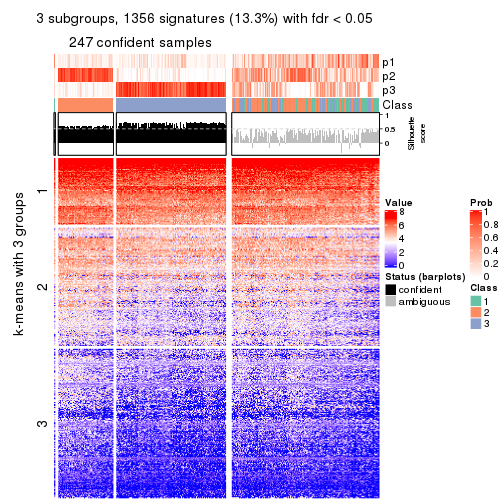 3 subgroups, 1356 signatures (13.3%) with fdr < 0.05
247 confident samples
p1
p2
p3
Class
1
0.5
0
Silhouette
score
k-means with 3 groups
1
2
3
Value
8
6
4
2
0
Status (barplots)
confident
ambiguous
Prob
1
0.8
0.6
0.4
0.2
0
Class
1
2
3